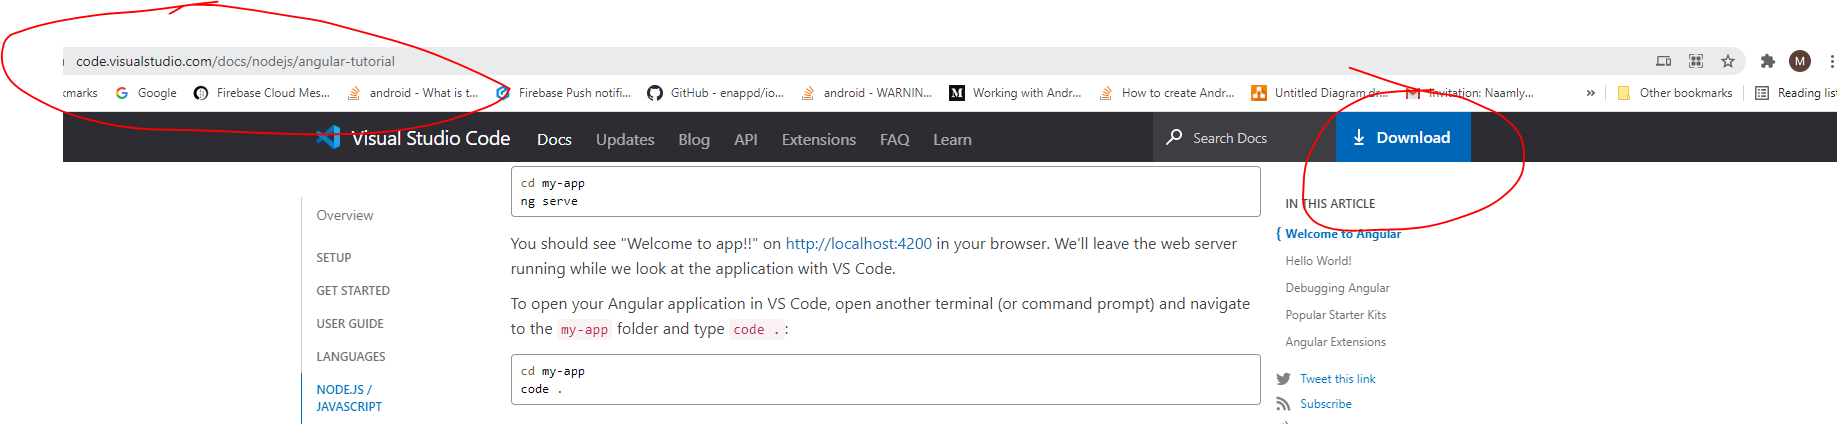 code.visualstudio.com/docs/nodejs/angular-tutorial
M
kmarks Google Firebase Cloud Mes... android - What is t... Firebase Push notifi... GitHub - enappd/io... android - WARNIN... Working with Andr... How to create Andr... Untitled Diagram.dr... Invitation: Naamly... » Other bookmarks Reading list
Visual Studio Code Docs Updates Blog API Extensions FAQ Learn Search Docs Download
Overview
SETUP
GET STARTED
USER GUIDE
LANGUAGES
NODE.JS /
JAVASCRIPT
cd my-app
ng serve
You should see "Welcome to app!!" on http://localhost:4200 in your browser. We'll leave the web server
running while we look at the application with VS Code.
To open your Angular application in VS Code, open another terminal (or command prompt) and navigate
to the my-app folder and type code . :
cd my-app
code .
IN THIS ARTICLE
Welcome to Angular
Hello World!
Debugging Angular
Popular Starter Kits
Angular Extensions
Tweet this link
Subscribe